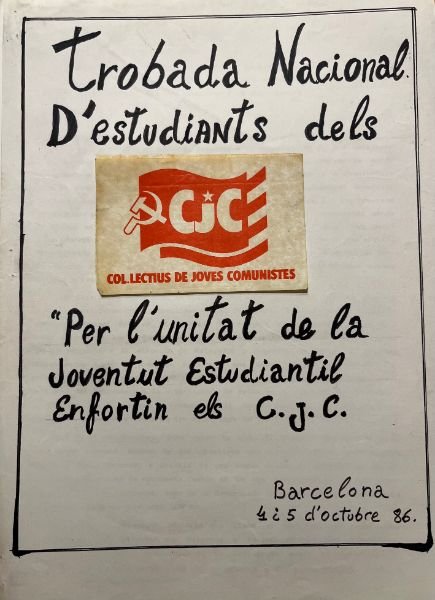 trobada Nacional
D'estudiants dels
CJC
COL.LECTIUS DE JOVES COMUNISTES
"Per l'unitat de la
Joventut Estudiantil
Enfortin els C.J.C.
Barcelona
4 i 5 d'octubre 86.